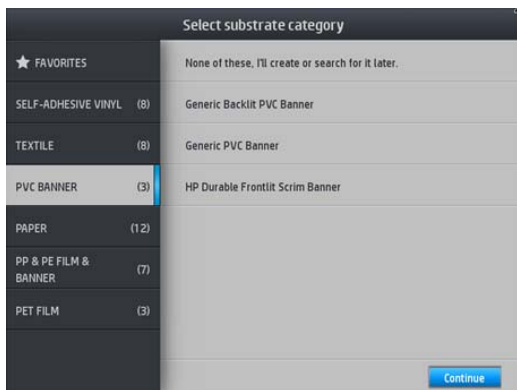 Select substrate category
FAVORITES
SELF-ADHESIVE VINYL (8)
TEXTILE (8)
PVC BANNER (3)
PAPER (12)
PP & PE FILM &
BANNER (7)
PET FILM (3)
None of these, I'll create or search for it later.
Generic Backlit PVC Banner
Generic PVC Banner
HP Durable Frontlit Scrim Banner
Continue